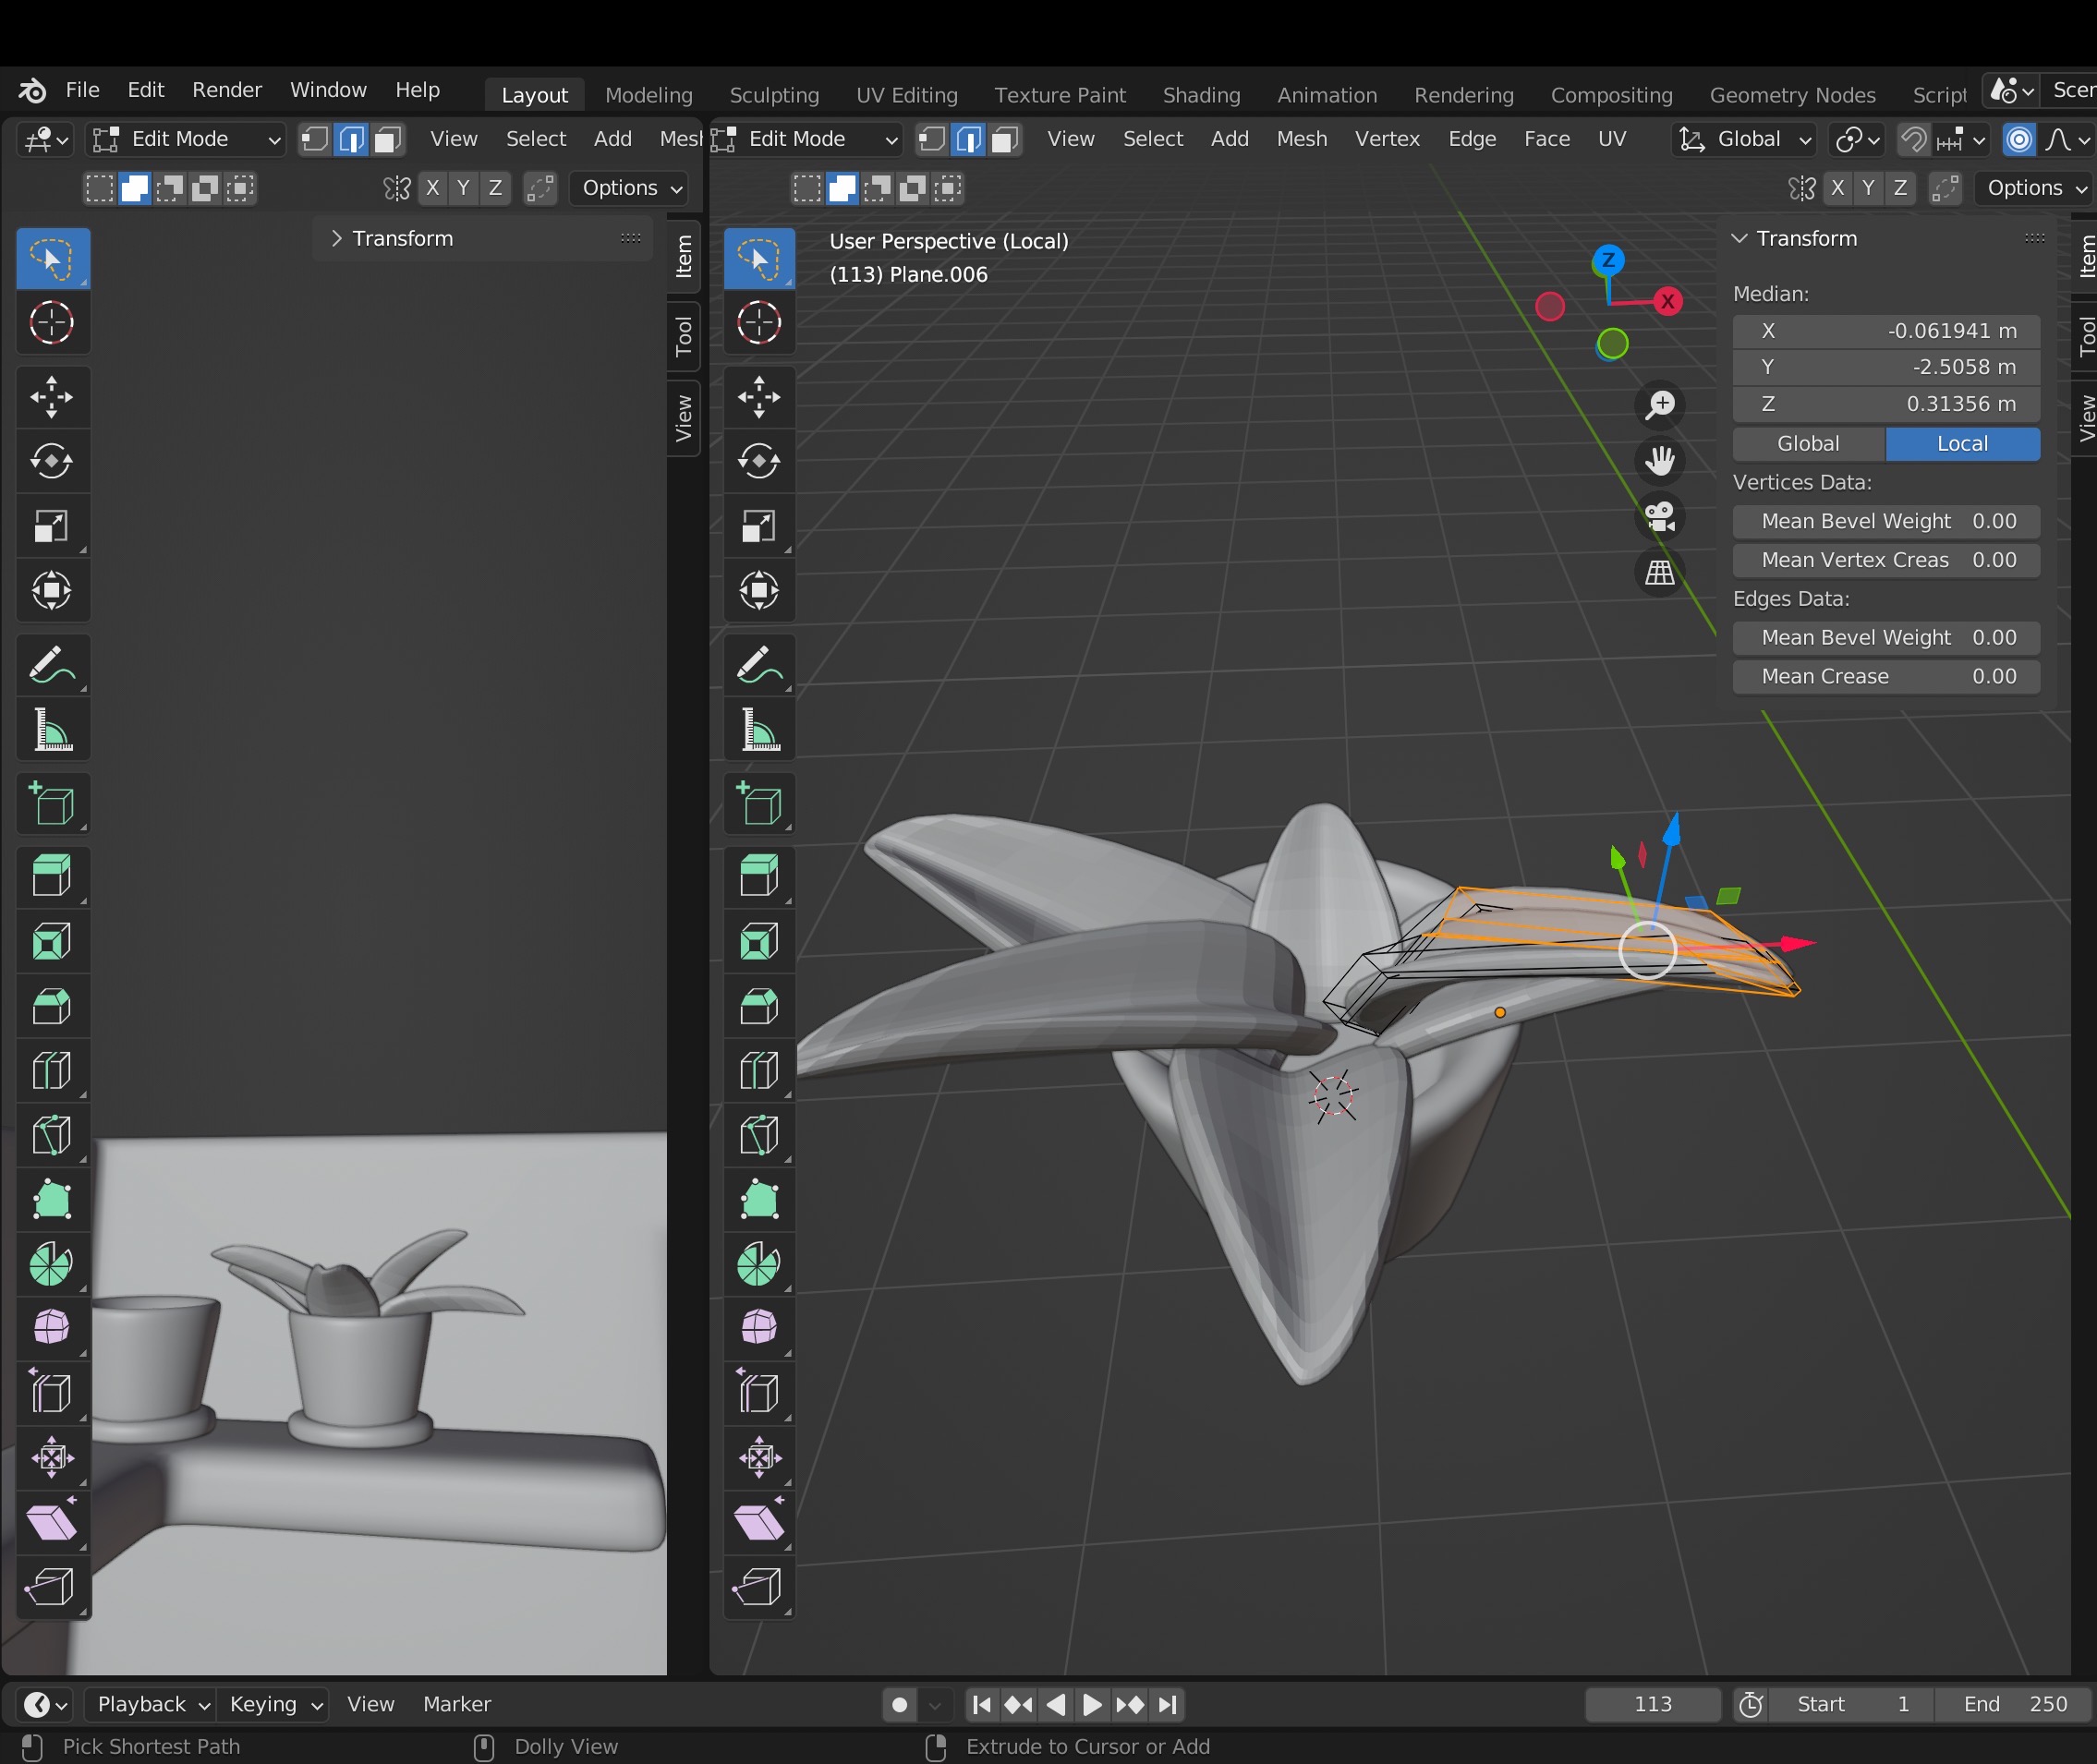 File Edit Render Window Help Layout Modeling Sculpting UV Editing Texture Paint Shading Animation Rendering Compositing Geometry Nodes Script Scer
Edit Mode View Select Add Mesh
X Y Z Options
Transform
Item
Tool
View
Edit Mode View Select Add Mesh Vertex Edge Face UV Global
X Y Z Options
User Perspective (Local)
(113) Plane.006
Z
X
Transform
Median:
X -0.061941 m
Y -2.5058 m
Z 0.31356 m
Global Local
Vertices Data:
Mean Bevel Weight 0.00
Mean Vertex Creas 0.00
Edges Data:
Mean Bevel Weight 0.00
Mean Crease 0.00
Item
Tool
View
Playback Keying View Marker 113 Start 1 End 250
Pick Shortest Path Dolly View Extrude to Cursor or Add